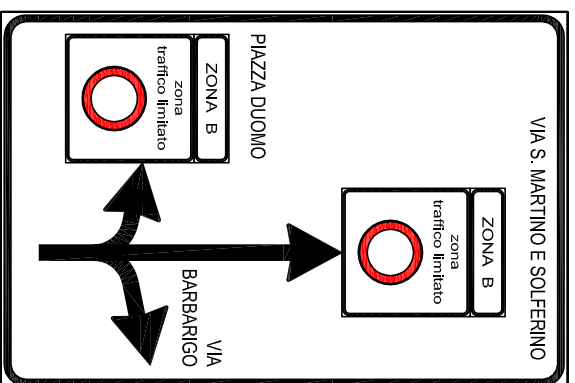 VIA S. MARTINO E SOLFERINO
ZONA B
zona
traffico limitato
PIAZZA DUOMO
ZONA B
zona
traffico limitato
VIA
BARBARIGO